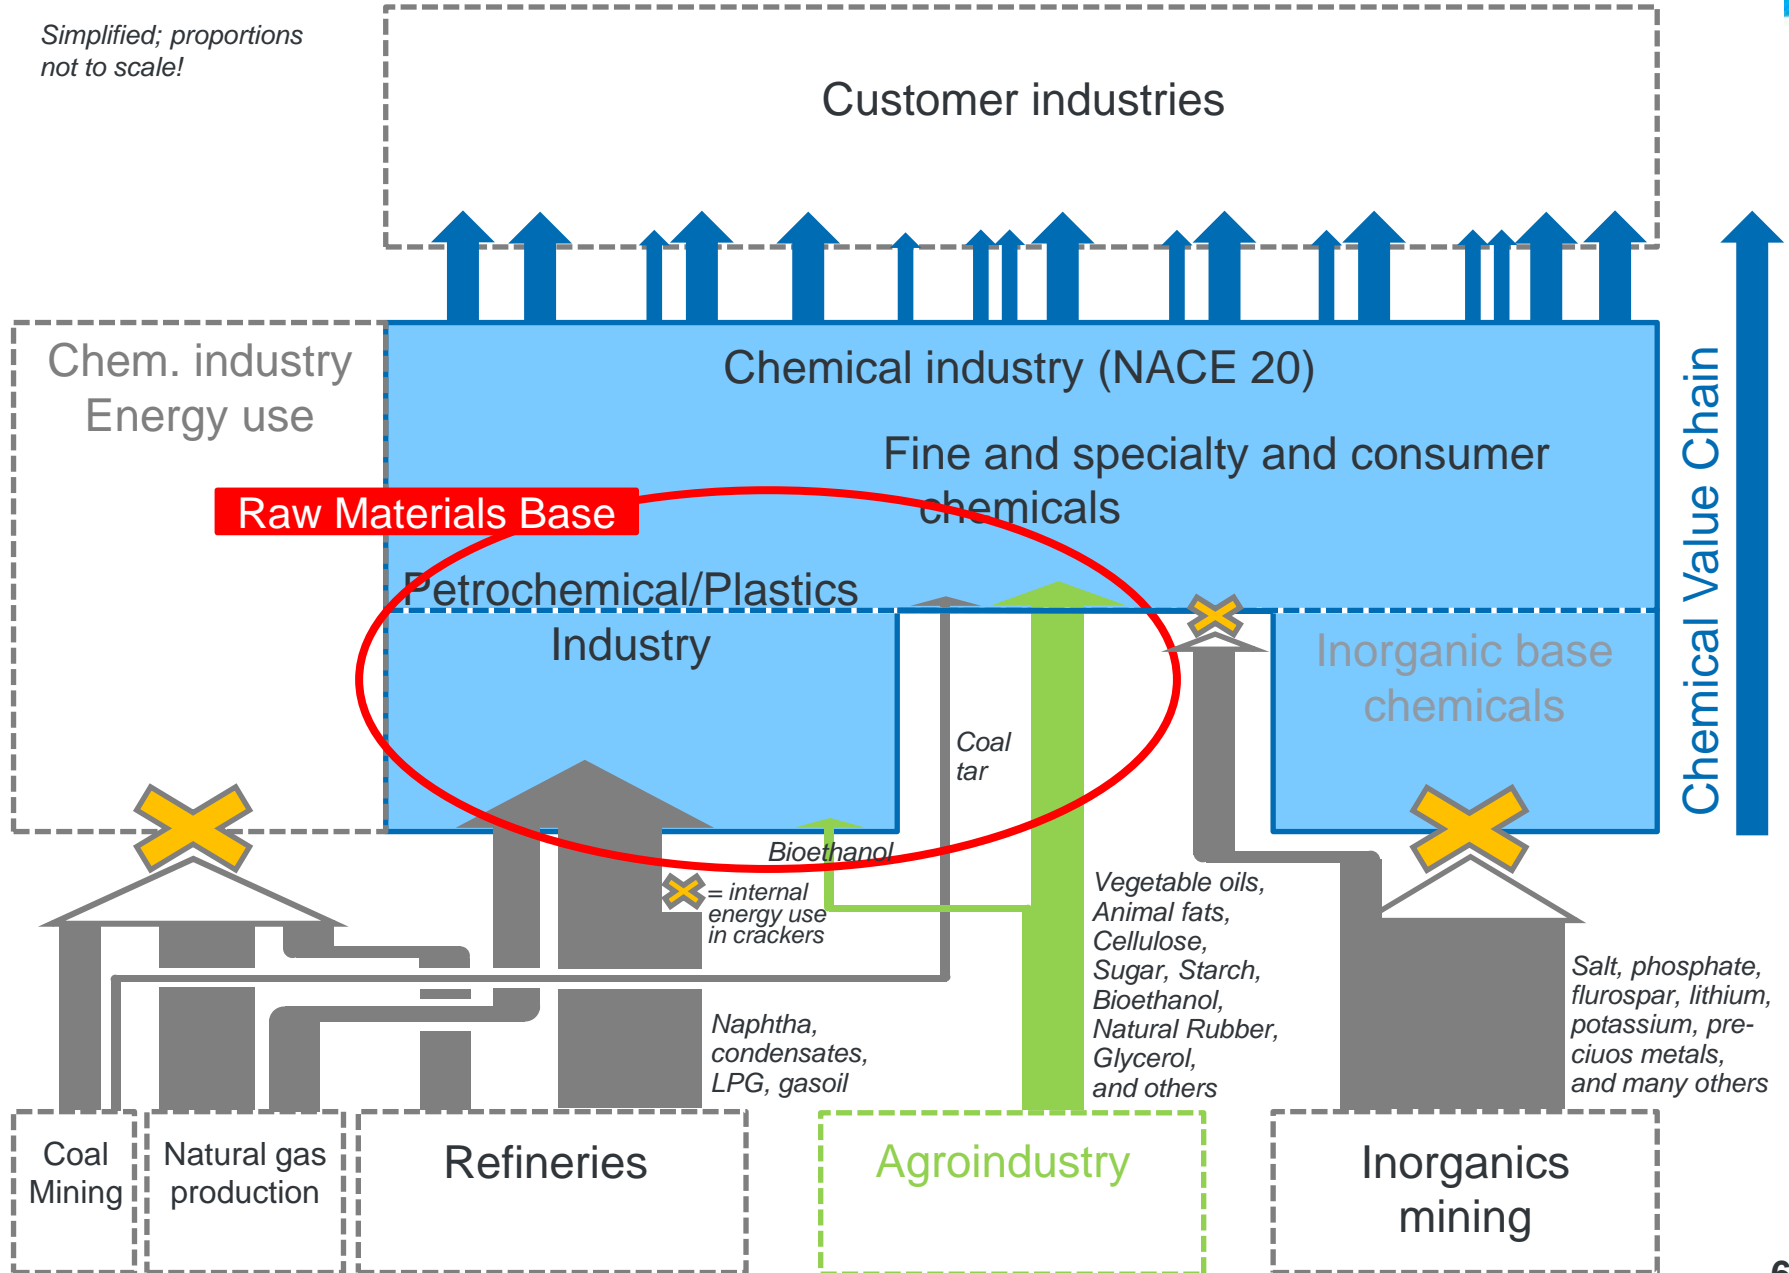 Simplified; proportions
not to scale!
Customer industries
Chem. industry
Energy use
Chemical industry (NACE 20)
Fine and specialty and consumer
chemicals
Raw Materials Base
Petrochemical/Plastics
Industry
Inorganic base
chemicals
Chemical Value Chain
Coal
tar
Bioethanol
= internal
energy use
in crackers
Vegetable oils,
Animal fats,
Cellulose,
Sugar, Starch,
Bioethanol,
Natural Rubber,
Glycerol,
and others
Naphtha,
condensates,
LPG, gasoil
Salt, phosphate,
flurospar, lithium,
potassium, pre-
ciuos metals,
and many others
Coal
Mining
Natural gas
production
Refineries
Agroindustry
Inorganics
mining
6